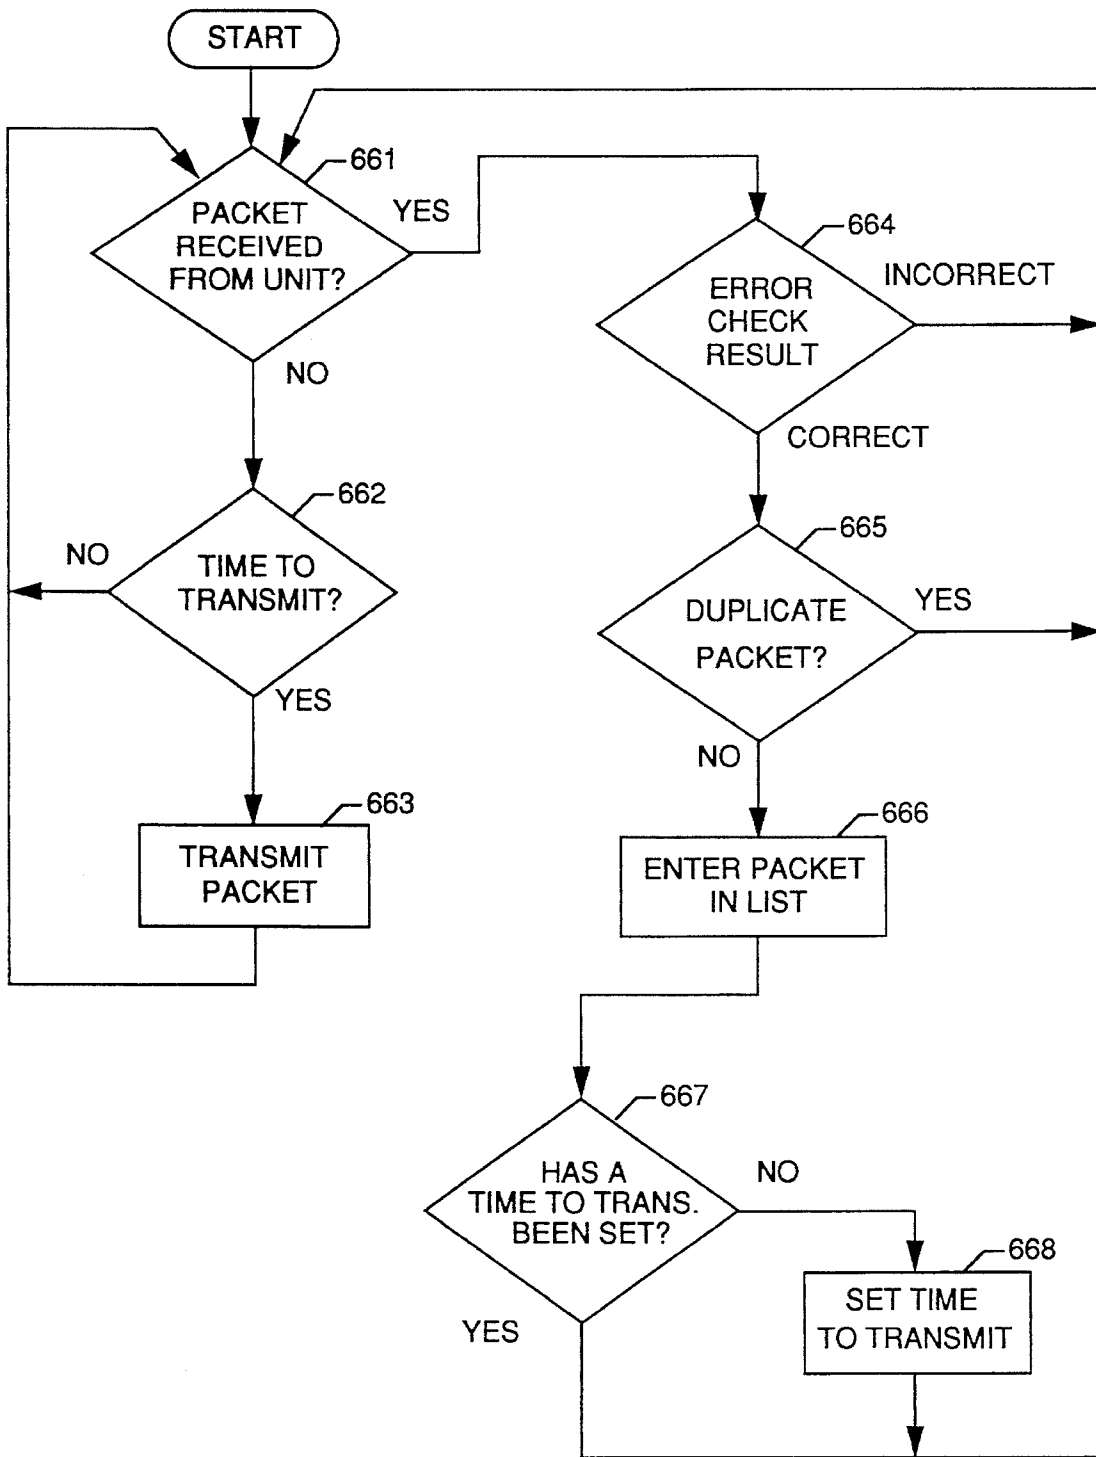 START
661
PACKET
RECEIVED
FROM UNIT?
YES
NO
662
NO
TIME TO
TRANSMIT?
YES
663
TRANSMIT
PACKET
664
ERROR
CHECK
RESULT
INCORRECT
CORRECT
665
DUPLICATE
PACKET?
YES
NO
666
ENTER PACKET
IN LIST
667
HAS A
TIME TO TRANS.
BEEN SET?
NO
YES
668
SET TIME
TO TRANSMIT